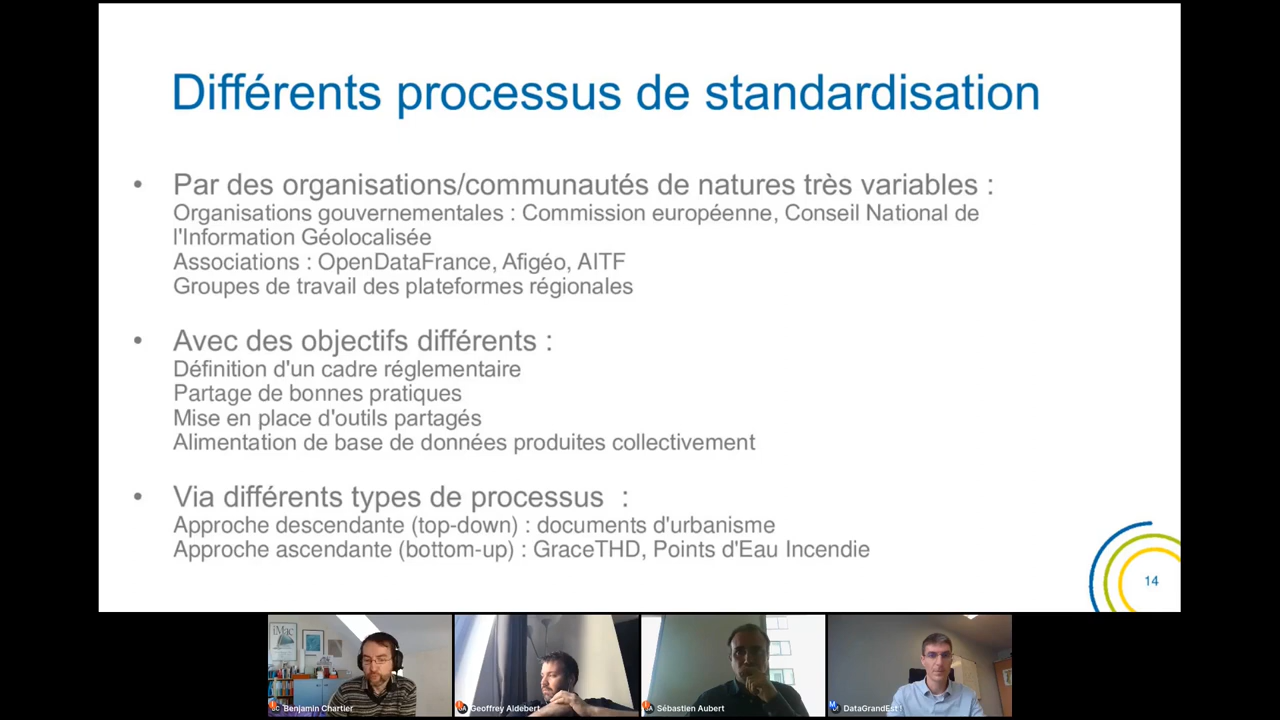 Différents processus de standardisation
• Par des organisations/communautés de natures très variables :
Organisations gouvernementales : Commission européenne, Conseil National de
l'Information Géolocalisée
Associations : OpenDataFrance, Afigéo, AITF
Groupes de travail des plateformes régionales
• Avec des objectifs différents :
Définition d'un cadre réglementaire
Partage de bonnes pratiques
Mise en place d'outils partagés
Alimentation de base de données produites collectivement
• Via différents types de processus  :
Approche descendante (top-down) : documents d'urbanisme
Approche ascendante (bottom-up) : GraceTHD, Points d'Eau Incendie
14
iMac
Benjamin Chartier
Geoffrey Aldebert
Sébastien Aubert
DataGrandEst